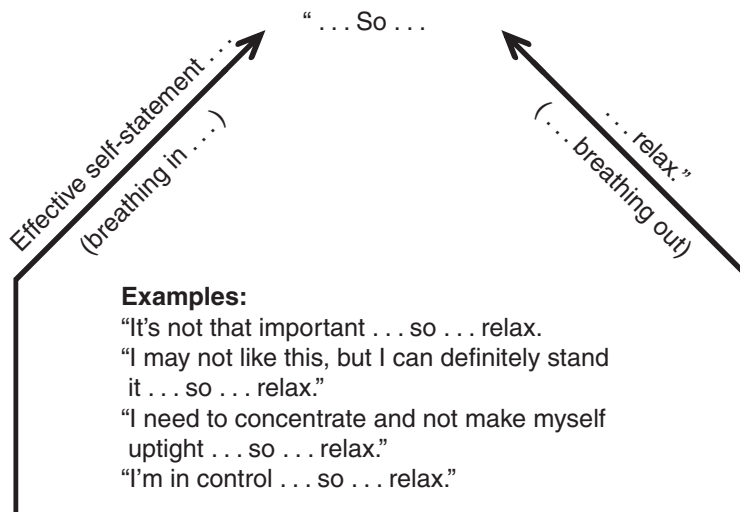 “ . . . So . . .
Effective self-statement . . .
(breathing in . . .)
. . . relax.”
( . . . breathing out)
Examples:
“It’s not that important . . . so . . . relax.
“I may not like this, but I can definitely stand
it . . . so . . . relax.”
“I need to concentrate and not make myself
uptight . . . so . . . relax.”
“I’m in control . . . so . . . relax.”